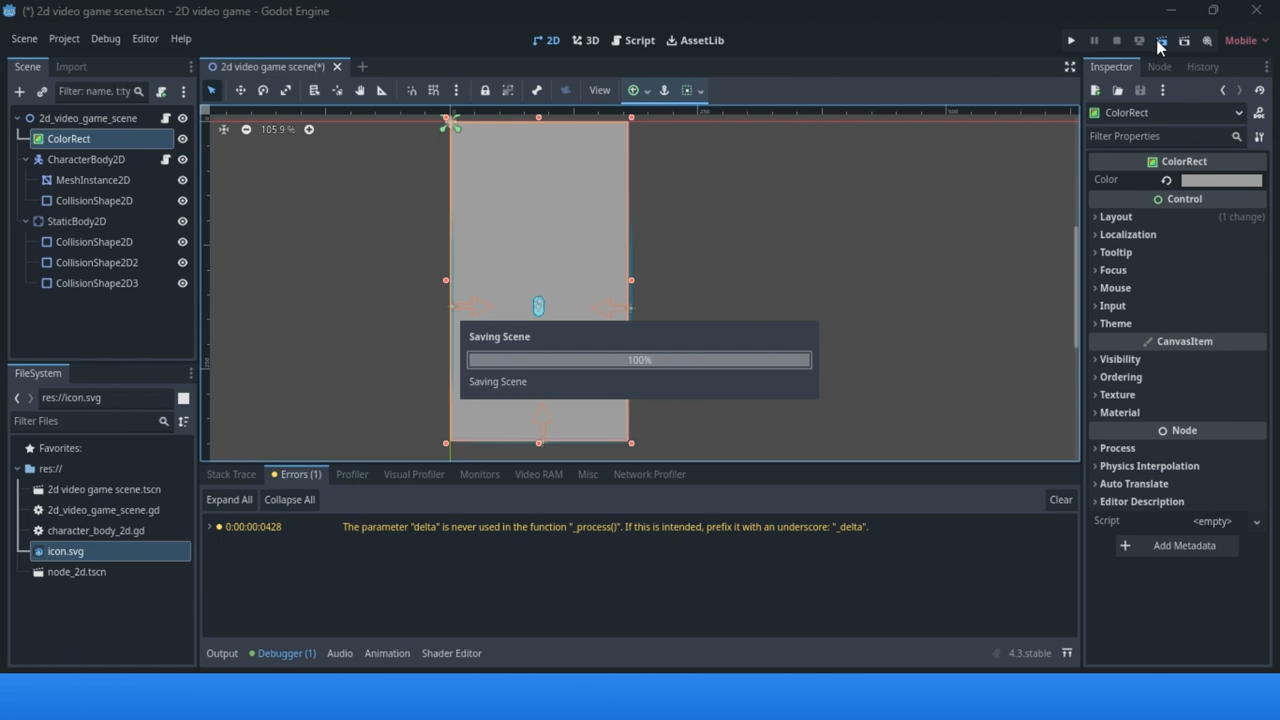 (*) 2d video game scene.tscn - 2D video game - Godot Engine
Scene Project Debug Editor Help
2D 3D Script AssetLib
Mobile
Scene Import
2d video game scene(*)
Inspector Node History
Filter: name, t:ty
View
ColorRect
Filter Properties
105.9 %
250
500
2d_video_game_scene
ColorRect
CharacterBody2D
MeshInstance2D
CollisionShape2D
StaticBody2D
CollisionShape2D
CollisionShape2D2
CollisionShape2D3
Saving Scene
100%
Saving Scene
ColorRect
Color
Control
Layout (1 change)
Localization
Tooltip
Focus
Mouse
Input
Theme
CanvasItem
Visibility
Ordering
Texture
Material
Node
Process
Physics Interpolation
Auto Translate
Editor Description
Script <empty>
Add Metadata
FileSystem
res://icon.svg
Filter Files
Favorites:
res://
2d video game scene.tscn
2d_video_game_scene.gd
character_body_2d.gd
icon.svg
node_2d.tscn
Stack Trace Errors (1) Profiler Visual Profiler Monitors Video RAM Misc Network Profiler
Expand All Collapse All Clear
0:00:00:0428 The parameter "delta" is never used in the function "_process()". If this is intended, prefix it with an underscore: "_delta".
Output Debugger (1) Audio Animation Shader Editor 4.3.stable